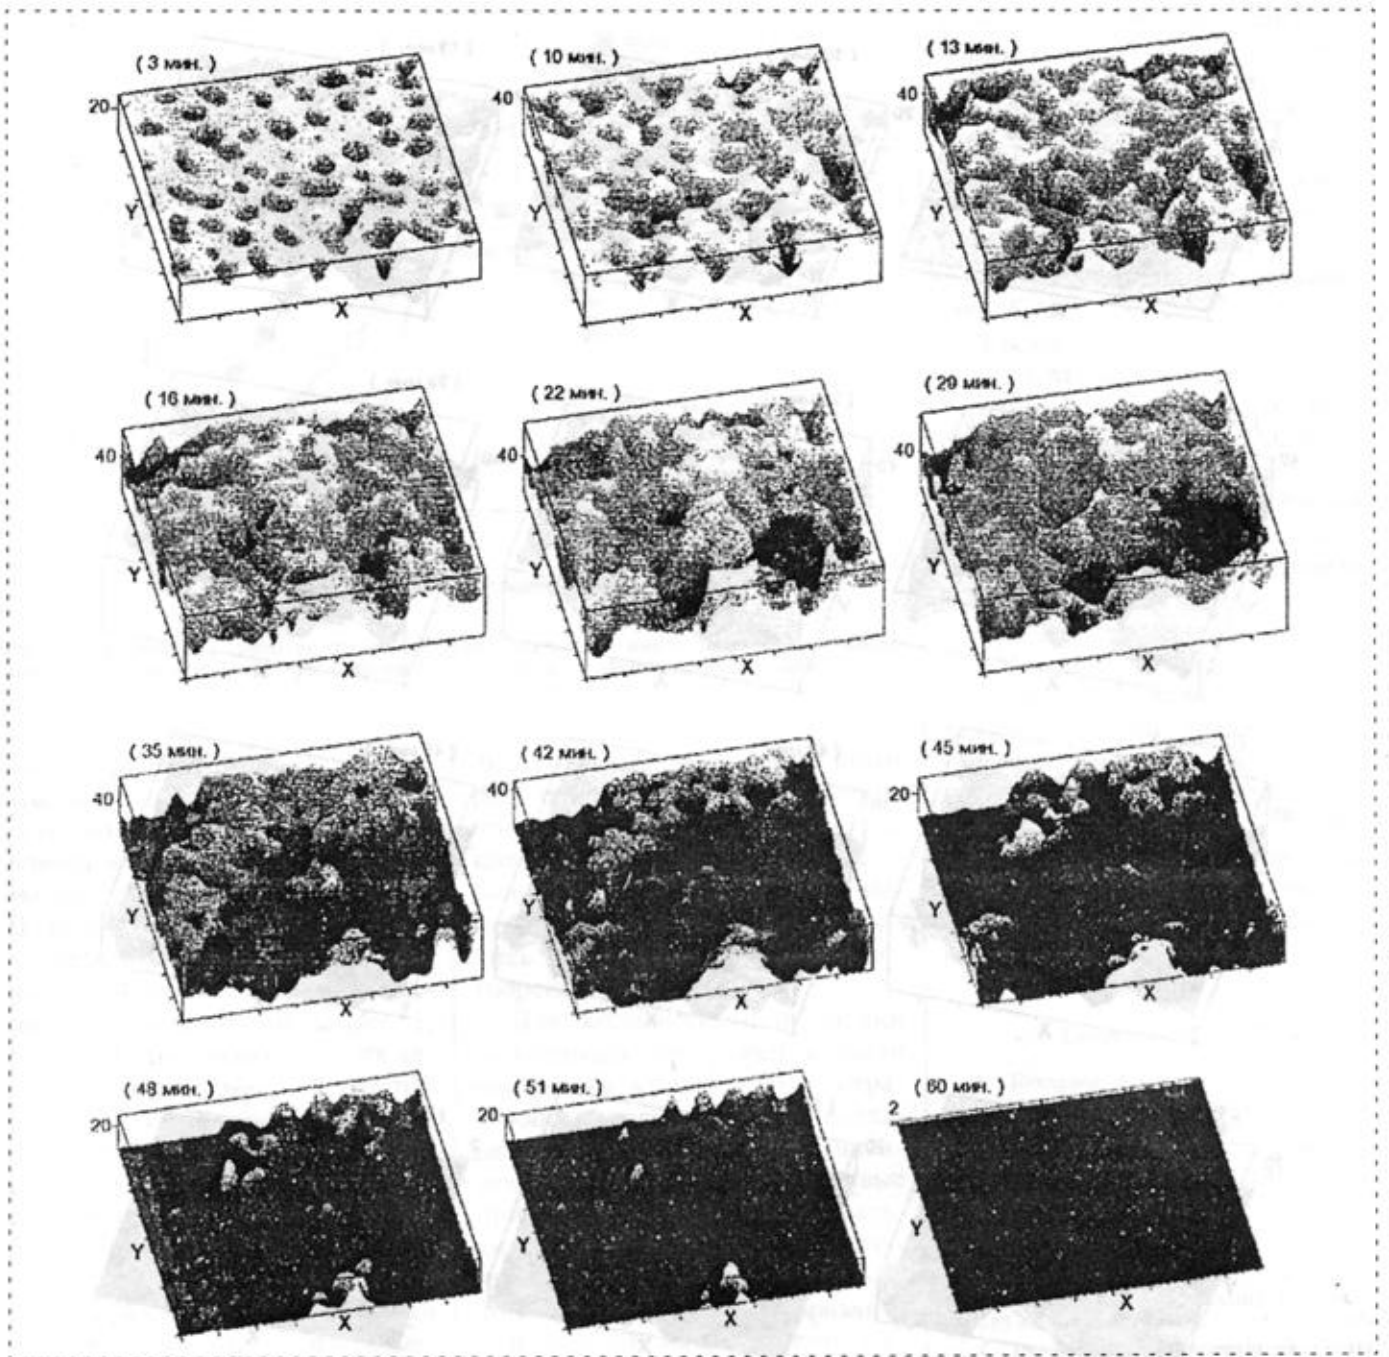 ( 3 мин. )
20
Y
X
( 10 мин. )
40
Y
X
( 13 мин. )
40
Y
X
( 16 мин. )
40
Y
X
( 22 мин. )
40
Y
X
( 29 мин. )
40
Y
X
( 35 мин. )
40
Y
X
( 42 мин. )
40
Y
X
( 45 мин. )
20
Y
X
( 48 мин. )
20
Y
X
( 51 мин. )
20
Y
X
( 60 мин. )
2
Y
X